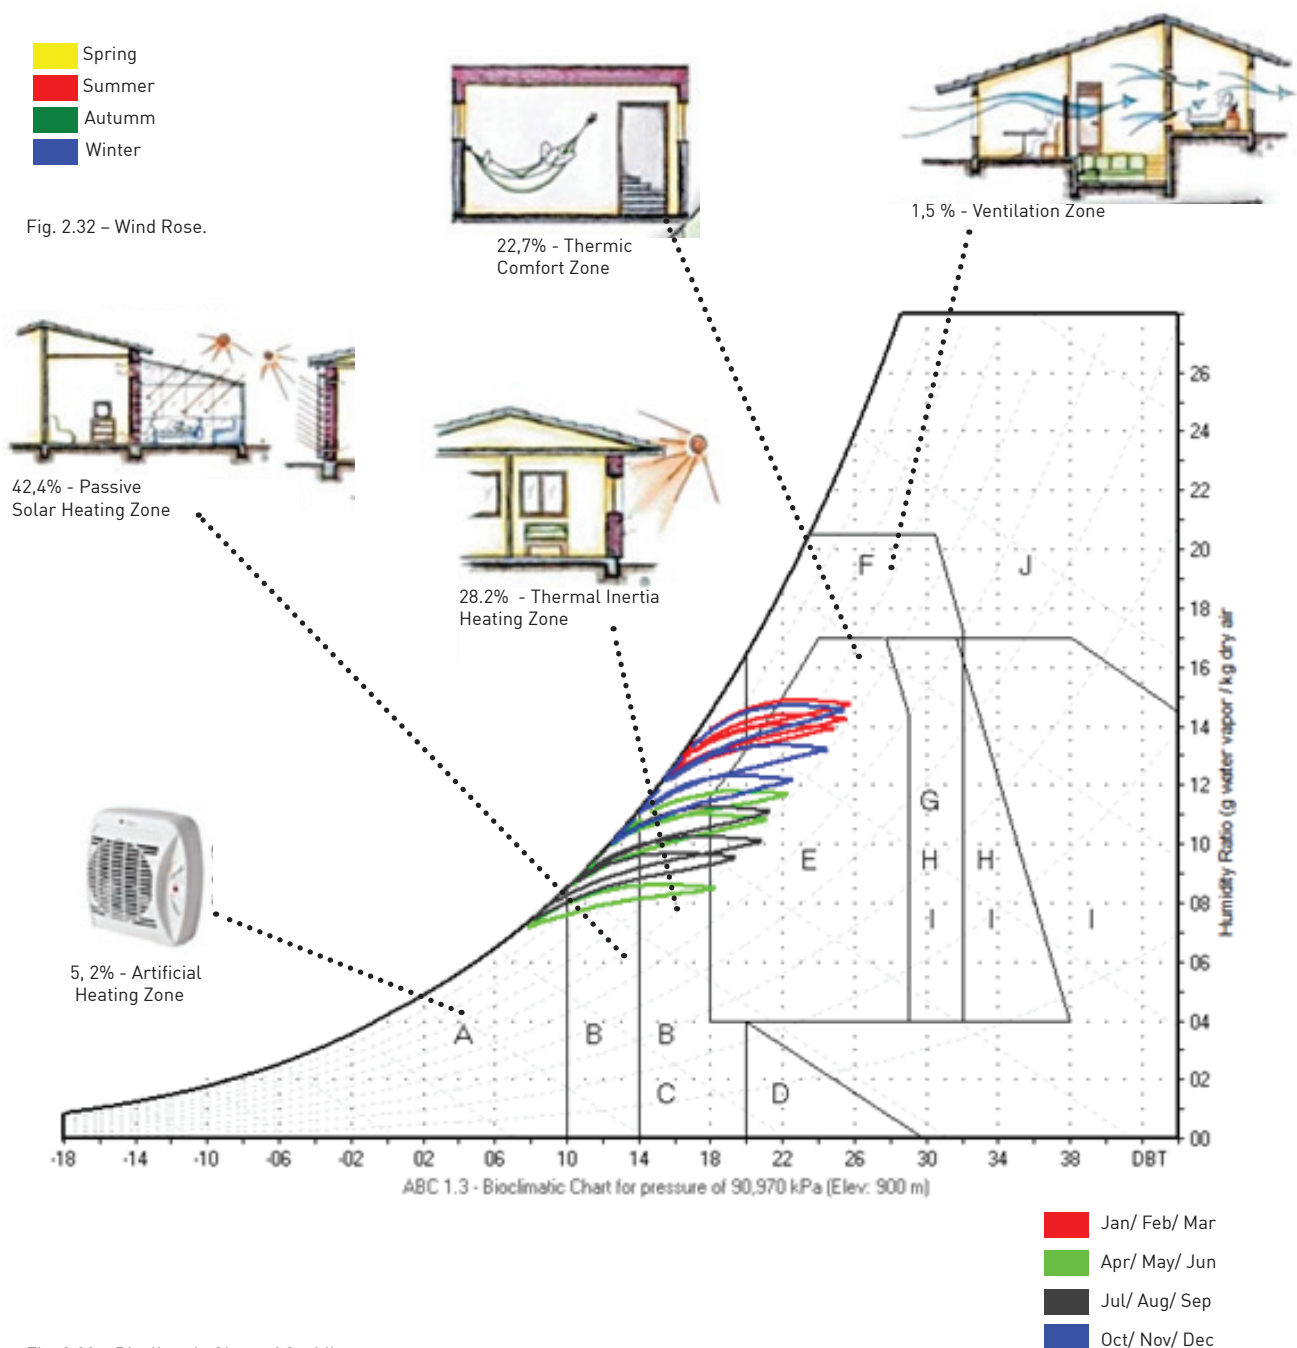 Spring
Summer
Autumm
Winter
Fig. 2.32 – Wind Rose.
22,7% - Thermic
Comfort Zone
1,5 % - Ventilation Zone
42,4% - Passive
Solar Heating Zone
28.2% - Thermal Inertia
Heating Zone
5, 2% - Artificial
Heating Zone
26
24
22
20
18
16
14
12
10
08
06
04
02
00
Humidity Ratio (g water vapor / kg dry air
F
J
G
E
H
H
I
I
I
A
B
B
C
D
-18
-14
-10
-06
-02
02
06
10
14
18
22
26
30
34
38
DBT
ABC 1.3 - Bioclimatic Chart for pressure of 90,970 kPa (Elev: 900 m)
Jan/ Feb/ Mar
Apr/ May/ Jun
Jul/ Aug/ Sep
Oct/ Nov/ Dec